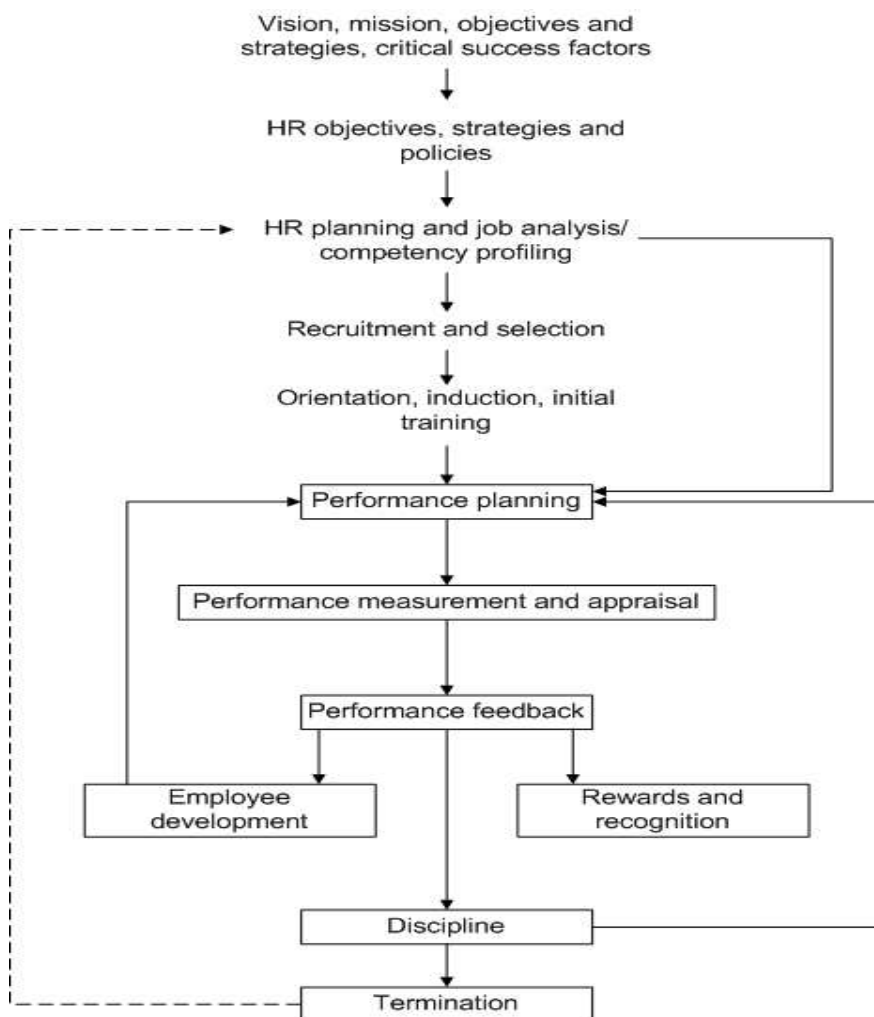 Vision, mission, objectives and
strategies, critical success factors
HR objectives, strategies and
policies
HR planning and job analysis/
competency profiling
Recruitment and selection
Orientation, induction, initial
training
Performance planning
Performance measurement and appraisal
Performance feedback
Employee
development
Rewards and
recognition
Discipline
Termination